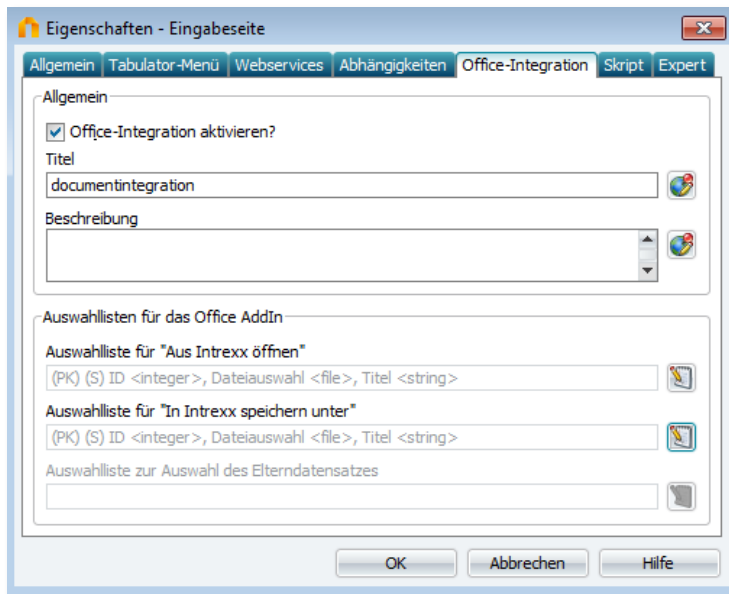 Eigenschaften - Eingabeseite
Allgemein Tabulator-Menü Webservices Abhängigkeiten Office-Integration Skript Expert
Allgemein
Office-Integration aktivieren?
Titel
documentintegration
Beschreibung
Auswahllisten für das Office AddIn
Auswahlliste für "Aus Intrexx öffnen"
(PK) (S) ID <integer>, Dateiauswahl <file>, Titel <string>
Auswahlliste für "In Intrexx speichern unter"
(PK) (S) ID <integer>, Dateiauswahl <file>, Titel <string>
Auswahlliste zur Auswahl des Elterndatensatzes
OK Abbrechen Hilfe